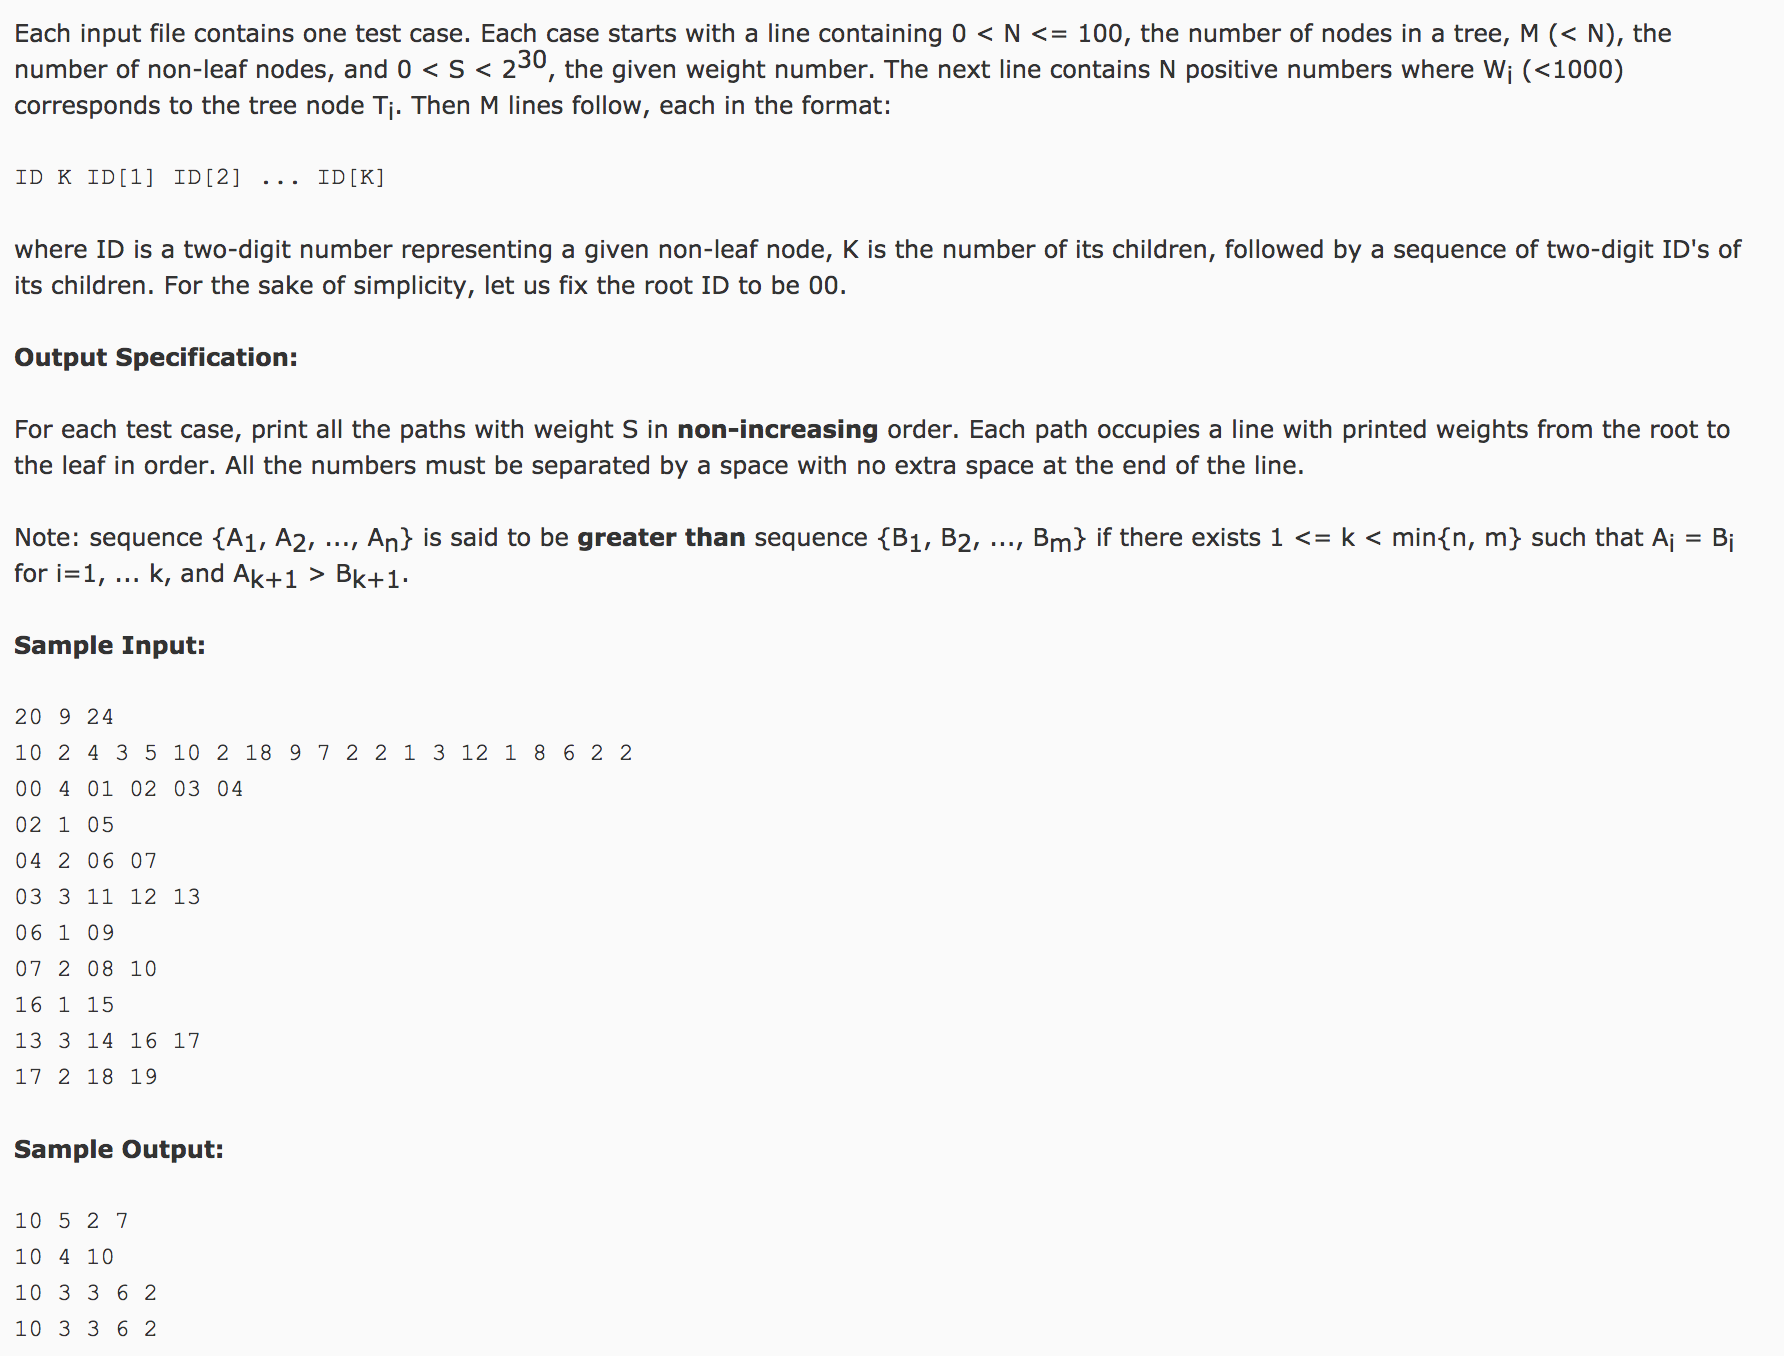 Each input file contains one test case. Each case starts with a line containing 0 < N <= 100, the number of nodes in a tree, M (< N), the
number of non-leaf nodes, and 0 < S < 2^30, the given weight number. The next line contains N positive numbers where Wi (<1000)
corresponds to the tree node Ti. Then M lines follow, each in the format:
ID K ID[1] ID[2] ... ID[K]
where ID is a two-digit number representing a given non-leaf node, K is the number of its children, followed by a sequence of two-digit ID's of
its children. For the sake of simplicity, let us fix the root ID to be 00.
Output Specification:
For each test case, print all the paths with weight S in non-increasing order. Each path occupies a line with printed weights from the root to
the leaf in order. All the numbers must be separated by a space with no extra space at the end of the line.
Note: sequence {A1, A2, ..., An} is said to be greater than sequence {B1, B2, ..., Bm} if there exists 1 <= k < min{n, m} such that Ai = Bi
for i=1, ... k, and Ak+1 > Bk+1.
Sample Input:
20 9 24
10 2 4 3 5 10 2 18 9 7 2 2 1 3 12 1 8 6 2 2
00 4 01 02 03 04
02 1 05
04 2 06 07
03 3 11 12 13
06 1 09
07 2 08 10
16 1 15
13 3 14 16 17
17 2 18 19
Sample Output:
10 5 2 7
10 4 10
10 3 3 6 2
10 3 3 6 2